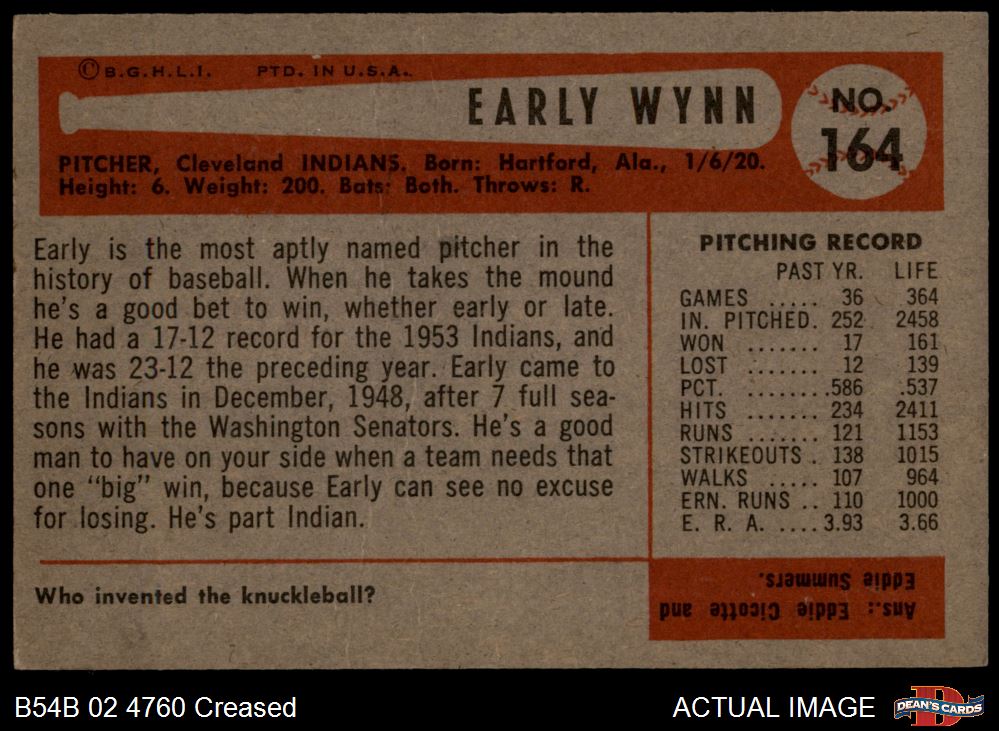 © B.G.H.L.I. PTD. IN U.S.A.
EARLY WYNN
NO.
164
PITCHER, Cleveland INDIANS. Born: Hartford, Ala., 1/6/20.
Height: 6. Weight: 200. Bats: Both. Throws: R.
Early is the most aptly named pitcher in the
history of baseball. When he takes the mound
he's a good bet to win, whether early or late.
He had a 17-12 record for the 1953 Indians, and
he was 23-12 the preceding year. Early came to
the Indians in December, 1948, after 7 full sea-
sons with the Washington Senators. He's a good
man to have on your side when a team needs that
one "big" win, because Early can see no excuse
for losing. He's part Indian.
PITCHING RECORD
PAST YR. LIFE
GAMES ..... 36 364
IN. PITCHED. 252 2458
WON ....... 17 161
LOST ....... 12 139
PCT. ....... .586 .537
HITS ....... 234 2411
RUNS ....... 121 1153
STRIKEOUTS . 138 1015
WALKS ..... 107 964
ERN. RUNS .. 110 1000
E. R. A. .... 3.93 3.66
Who invented the knuckleball?
Ans.: Eddie Cicotte and
Eddie Summers.
B54B 02 4760 Creased
ACTUAL IMAGE
D
DEAN'S CARDS